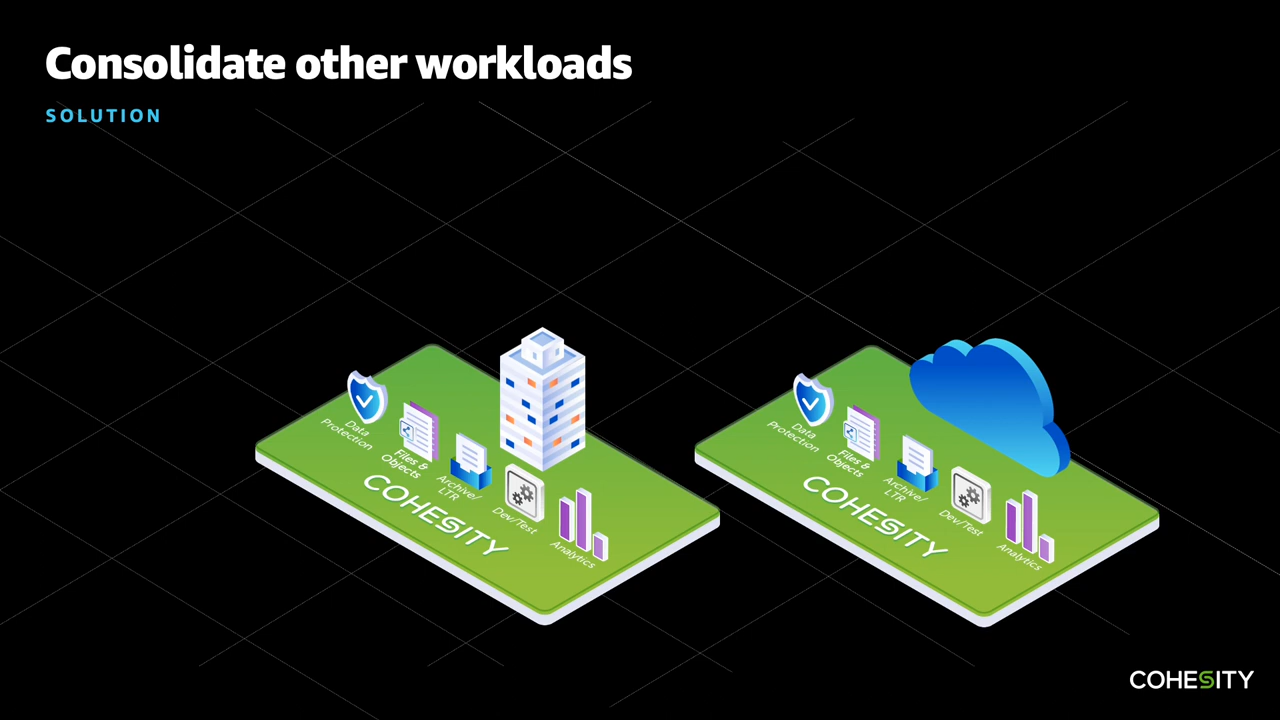 Consolidate other workloads
SOLUTION
Data
Protection
Files &
Objects
Archive/
LTR
Dev/Test
Analytics
COHESITY
Data
Protection
Files &
Objects
Archive/
LTR
Dev/Test
Analytics
COHESITY
COHESITY